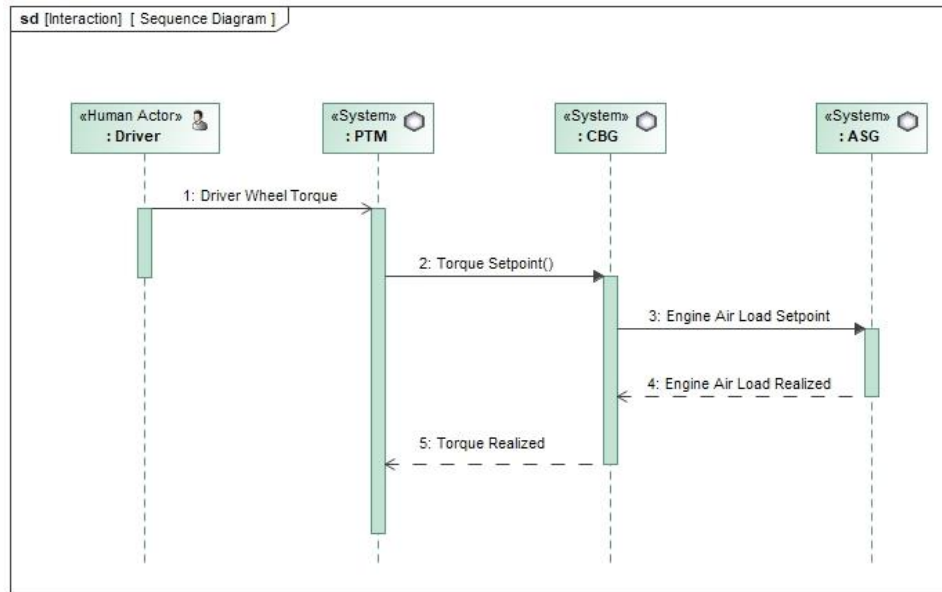 sd [Interaction] [ Sequence Diagram ]
«Human Actor»
: Driver
«System»
: PTM
«System»
: CBG
«System»
: ASG
1: Driver Wheel Torque
2: Torque Setpoint()
3: Engine Air Load Setpoint
4: Engine Air Load Realized
5: Torque Realized